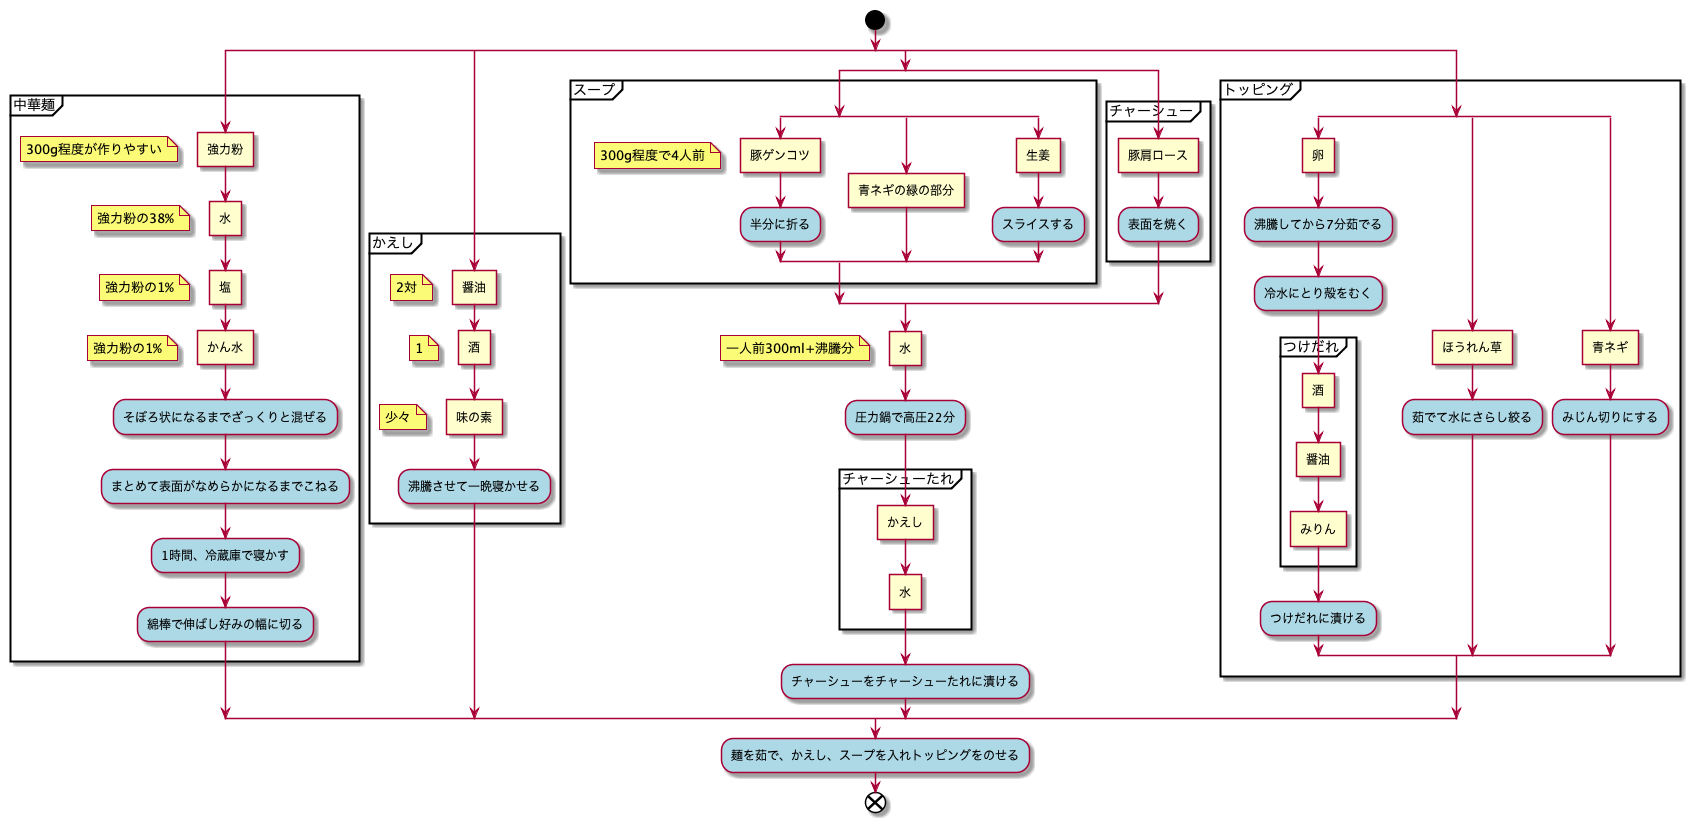 中華麺
300g程度が作りやすい
強力粉
強力粉の38%
水
強力粉の1%
塩
強力粉の1%
かん水
そぼろ状になるまでざっくりと混ぜる
まとめて表面がなめらかになるまでこねる
1時間、冷蔵庫で寝かす
綿棒で伸ばし好みの幅に切る
かえし
2対
醤油
1
酒
少々
味の素
沸騰させて一晩寝かせる
スープ
300g程度で4人前
豚ゲンコツ
半分に折る
青ネギの緑の部分
生姜
スライスする
チャーシュー
豚肩ロース
表面を焼く
一人前300ml+沸騰分
水
圧力鍋で高圧22分
チャーシューたれ
かえし
水
チャーシューをチャーシューたれに漬ける
トッピング
卵
沸騰してから7分茹でる
冷水にとり殻をむく
つけだれ
酒
醤油
みりん
つけだれに漬ける
ほうれん草
茹でて水にさらし絞る
青ネギ
みじん切りにする
麺を茹で、かえし、スープを入れトッピングをのせる